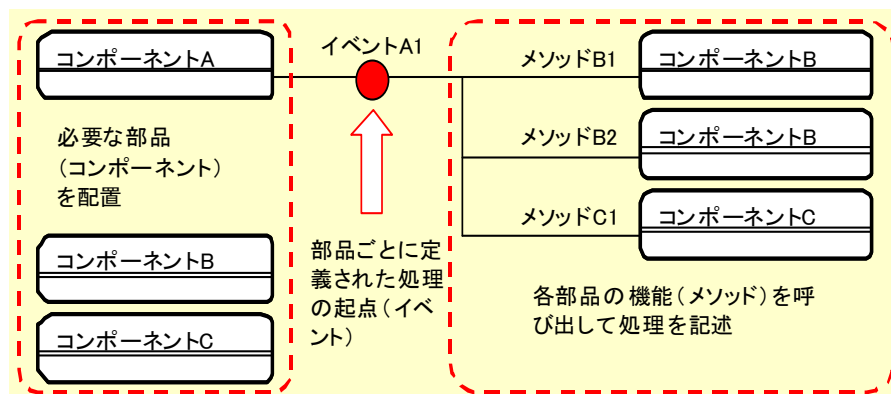 コンポーネントA
必要な部品
(コンポーネント)
を配置
コンポーネントB
コンポーネントC
イベントA1
部品ごとに定
義された処理
の起点(イベ
ント)
メソッドB1
コンポーネントB
メソッドB2
コンポーネントB
メソッドC1
コンポーネントC
各部品の機能(メソッド)を呼
び出して処理を記述